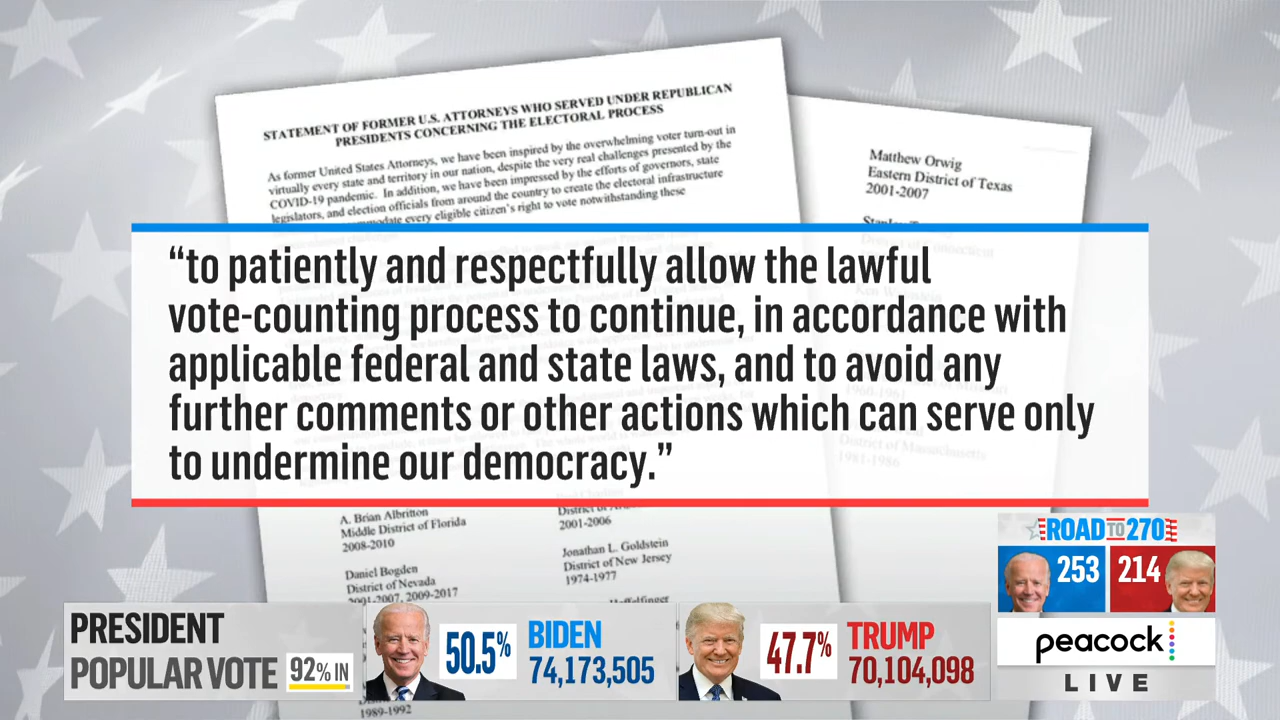 STATEMENT OF FORMER U.S. ATTORNEYS WHO SERVED UNDER REPUBLICAN
PRESIDENTS CONCERNING THE ELECTORAL PROCESS
As former United States Attorneys, we have been inspired by the overwhelming voter turn-out in
virtually every state and territory in our nation, despite the very real challenges presented by the
COVID-19 pandemic. In addition, we have been impressed by the efforts of governors, state
legislators, and election officials from around the country to create the electoral infrastructure
every eligible citizen's right to vote notwithstanding these
Matthew Orwig
Eastern District of Texas
2001-2007
“to patiently and respectfully allow the lawful
vote-counting process to continue, in accordance with
applicable federal and state laws, and to avoid any
further comments or other actions which can serve only
to undermine our democracy.”
A. Brian Albritton
Middle District of Florida
2008-2010
Daniel Bogden
District of Nevada
2001-2007, 2009-2017
2001-2006
Jonathan L. Goldstein
District of New Jersey
1974-1977
1989-1992
ROAD TO 270
253 214
PRESIDENT
POPULAR VOTE 92% IN
50.5% BIDEN
74,173,505
47.7% TRUMP
70,104,098
peacock
LIVE